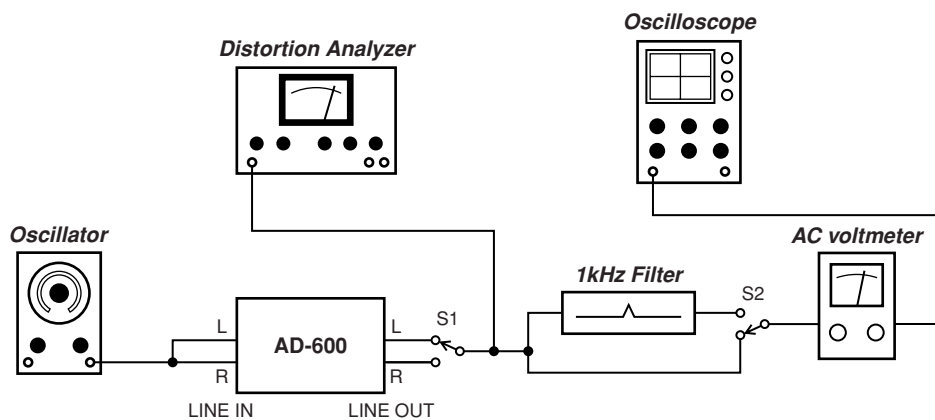 Oscilloscope
Distortion Analyzer
Oscillator
AC voltmeter
1kHz Filter
S2
S1
L
L
AD-600
R
R
LINE IN
LINE OUT